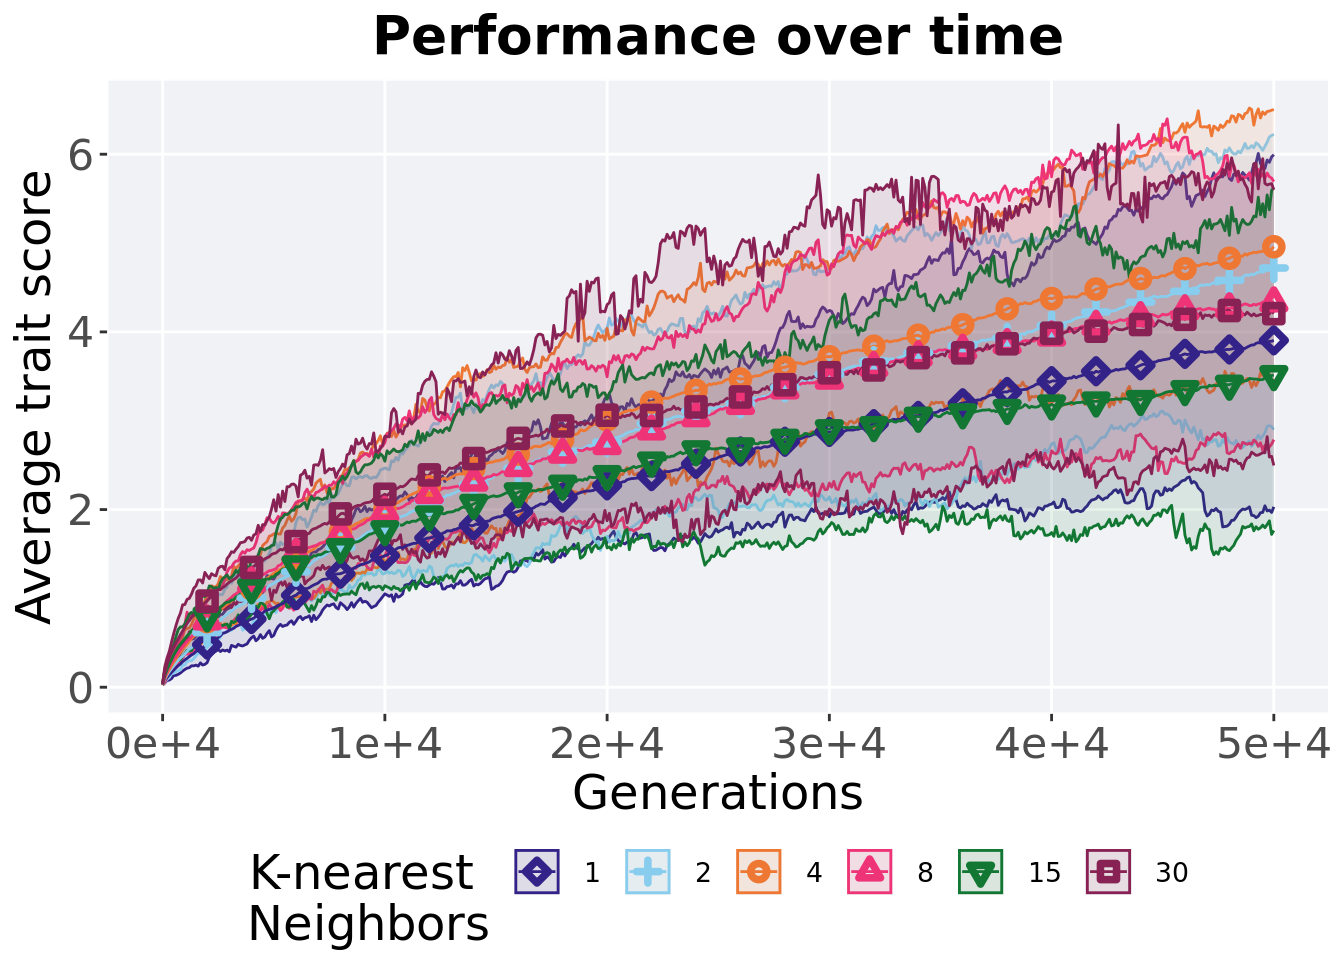 Performance over time
Average trait score
6
4
2
0
0e+4 1e+4 2e+4 3e+4 4e+4 5e+4
Generations
K-nearest
Neighbors
1 2 4 8 15 30